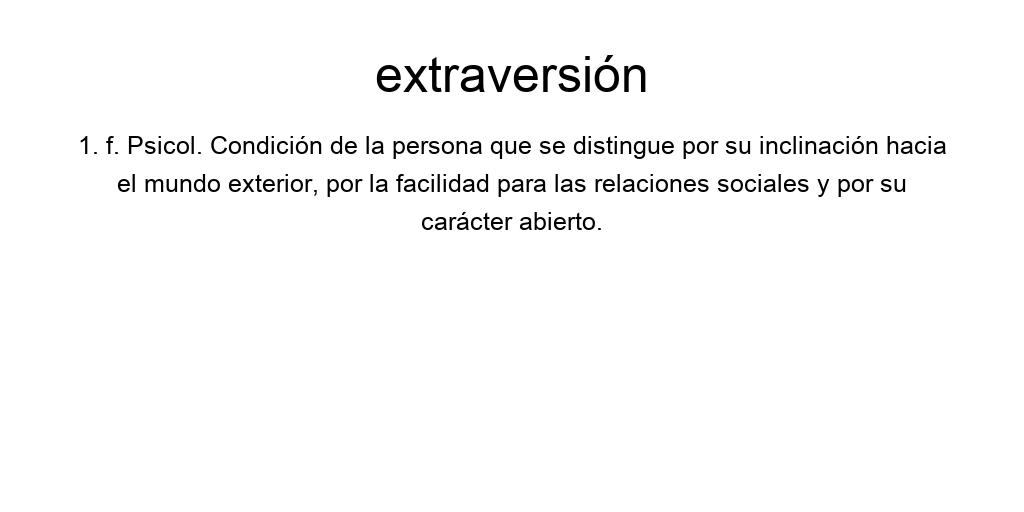 extraversión
1. f. Psicol. Condición de la persona que se distingue por su inclinación hacia
el mundo exterior, por la facilidad para las relaciones sociales y por su
carácter abierto.